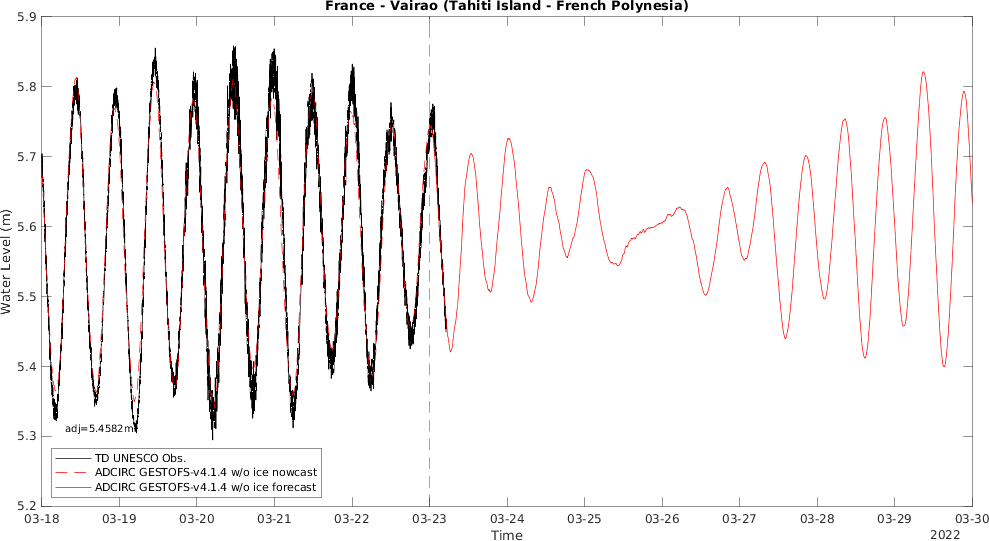 France - Vairao (Tahiti Island - French Polynesia)
5.9
5.8
5.7
5.6
5.5
5.4
5.3
5.2
Water Level (m)
adj=5.4582m
TD UNESCO Obs.
ADCIRC GESTOFS-v4.1.4 w/o ice nowcast
ADCIRC GESTOFS-v4.1.4 w/o ice forecast
03-18 03-19 03-20 03-21 03-22 03-23 03-24 03-25 03-26 03-27 03-28 03-29 03-30
Time
2022